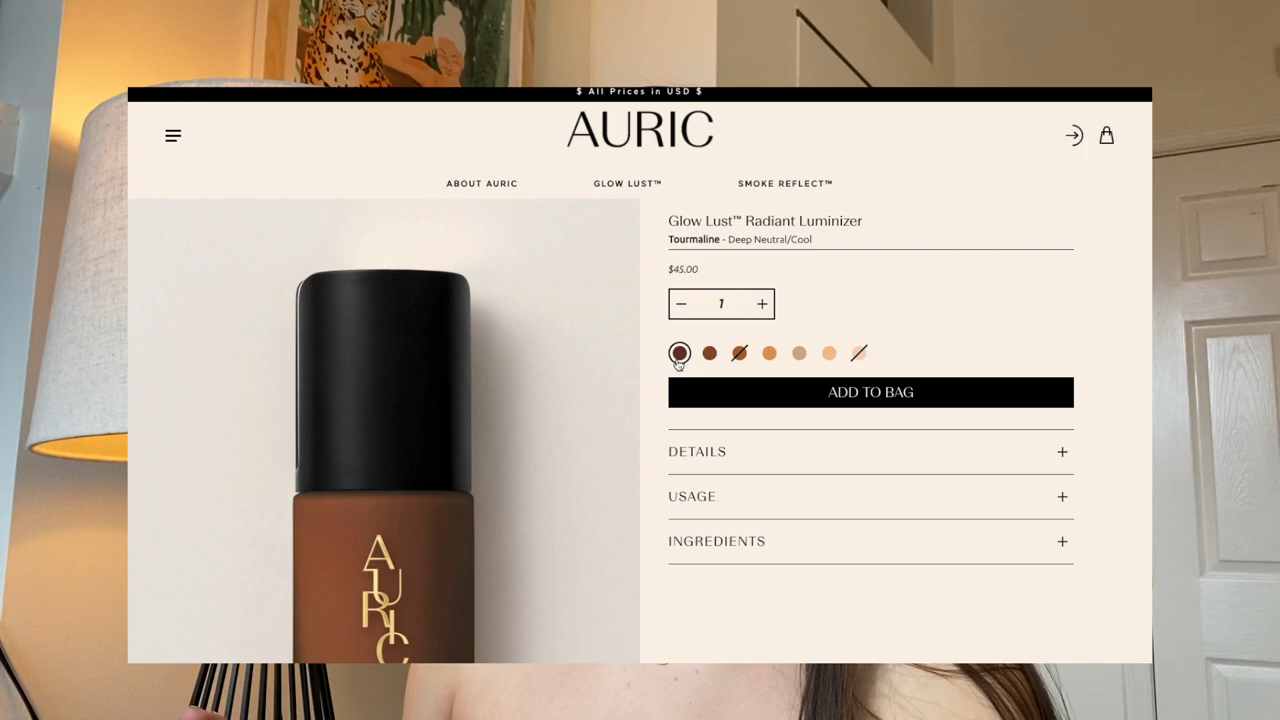 $ All Prices in USD $
AURIC
ABOUT AURIC
GLOW LUST™
SMOKE REFLECT™
Glow Lust™ Radiant Luminizer
Tourmaline - Deep Neutral/Cool
$45.00
1
ADD TO BAG
DETAILS
USAGE
INGREDIENTS
AURIC